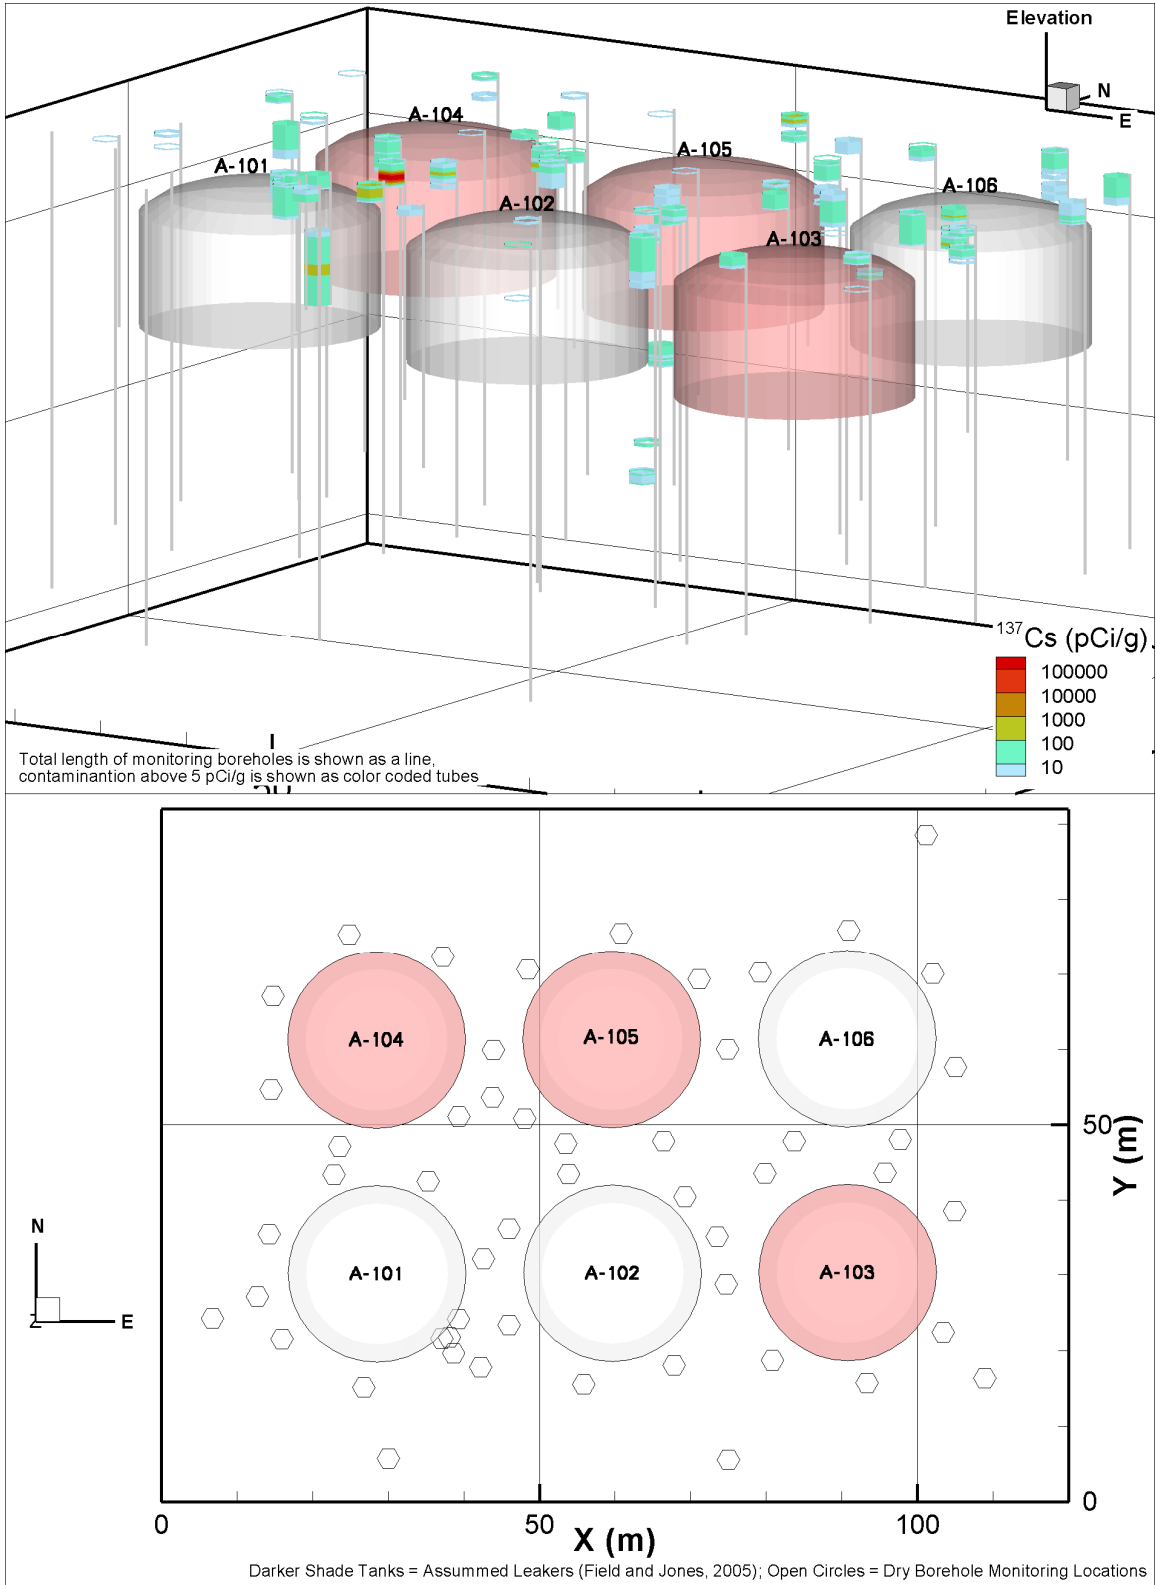 Elevation
N
E
A-104
A-105
A-101
A-106
A-102
A-103
137Cs (pCi/g)
100000
10000
1000
100
10
Total length of monitoring boreholes is shown as a line,
contaminantion above 5 pCi/g is shown as color coded tubes
A-104
A-105
A-106
50
Y (m)
N
A-101
A-102
A-103
Z
E
0
0
50
100
X (m)
Darker Shade Tanks = Assummed Leakers (Field and Jones, 2005); Open Circles = Dry Borehole Monitoring Locations